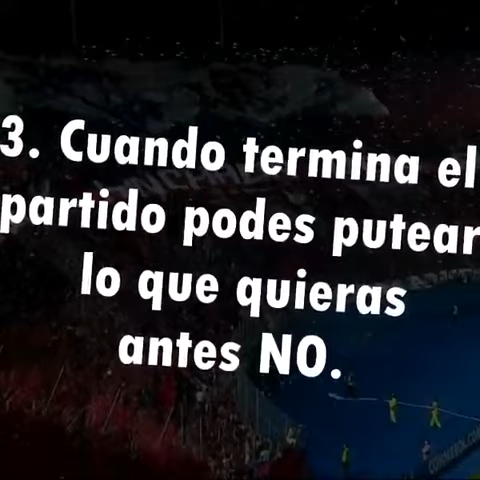 3. Cuando termina el
partido podes putear
lo que quieras
antes NO.